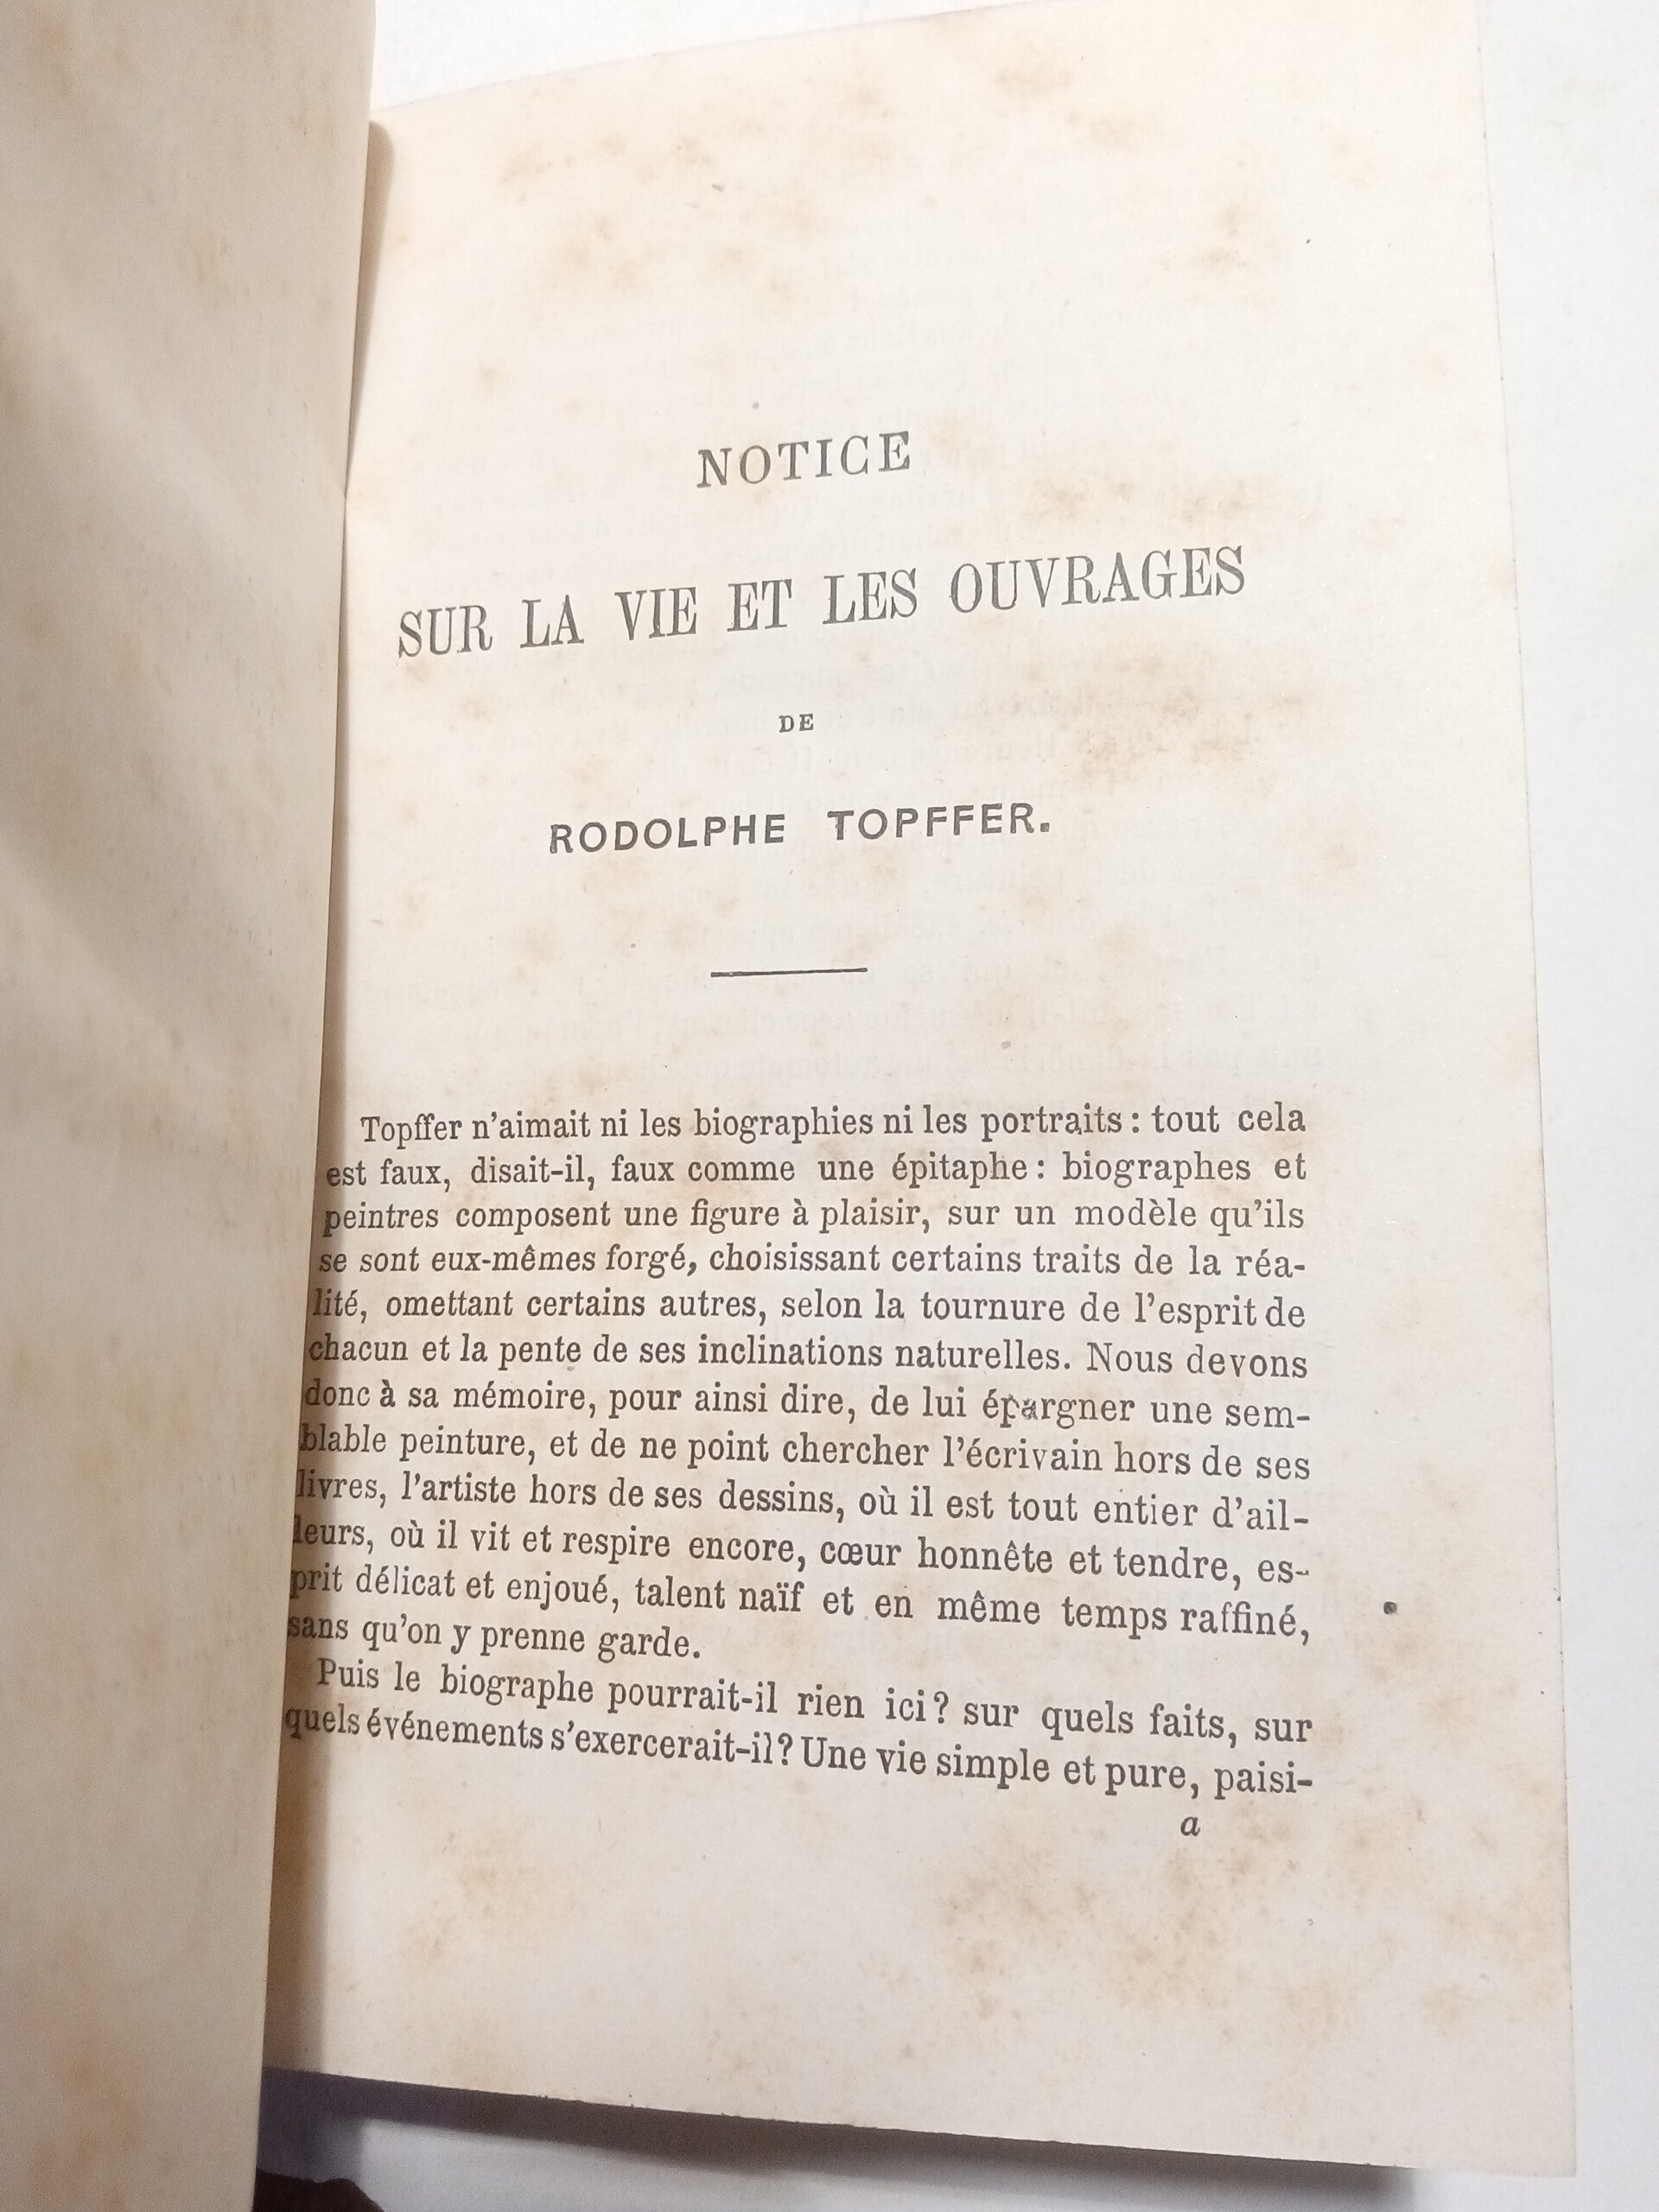 NOTICE
SUR LA VIE ET LES OUVRAGES
DE
RODOLPHE TOPFFER.
Topffer n'aimait ni les biographies ni les portraits : tout cela
est faux, disait-il, faux comme une épitaphe : biographes et
peintres composent une figure à plaisir, sur un modèle qu'ils
se sont eux-mêmes forgé, choisissant certains traits de la réa-
lité, omettant certains autres, selon la tournure de l'esprit de
chacun et la pente de ses inclinations naturelles. Nous devons
donc à sa mémoire, pour ainsi dire, de lui épargner une sem-
blable peinture, et de ne point chercher l'écrivain hors de ses
livres, l'artiste hors de ses dessins, où il est tout entier d'ail-
leurs, où il vit et respire encore, cœur honnête et tendre, es-
prit délicat et enjoué, talent naïf et en même temps raffiné,
sans qu'on y prenne garde.
Puis le biographe pourrait-il rien ici ? sur quels faits, sur
quels événements s'exercerait-il ? Une vie simple et pure, paisi-
a